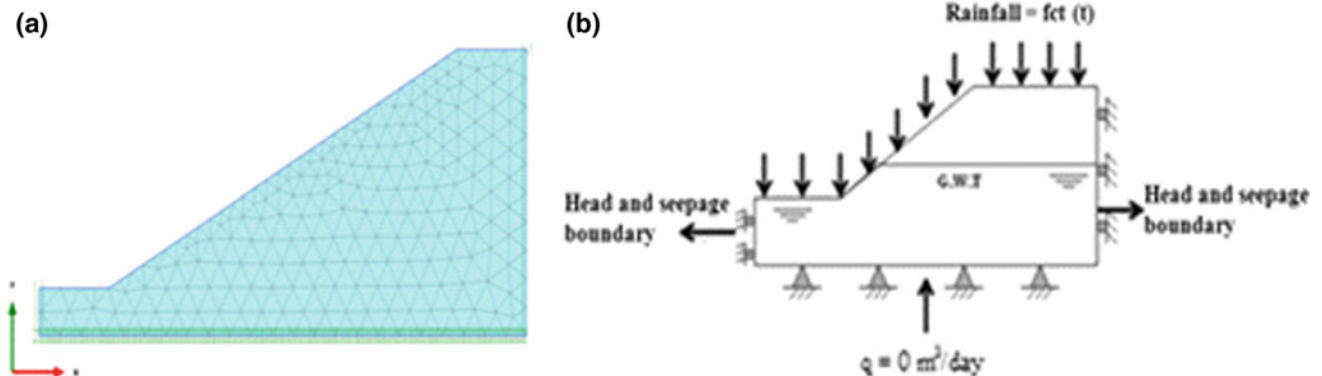 (a)
(b)
Rainfall = fct (t)
G.W.T
Head and seepage
boundary
Head and seepage
boundary
q = 0 m³/day